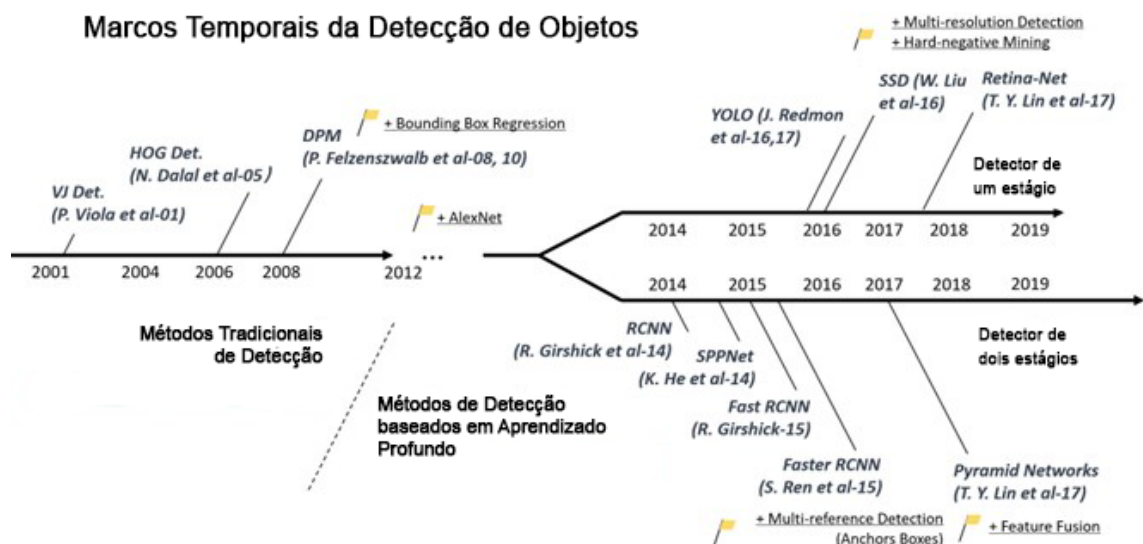 Marcos Temporais da Detecção de Objetos
+ Multi-resolution Detection
+ Hard-negative Mining
SSD (W. Liu
et al-16)
Retina-Net
(T. Y. Lin et al-17)
YOLO (J. Redmon
et al-16,17)
+ Bounding Box Regression
DPM
(P. Felzenszwalb et al-08, 10)
HOG Det.
(N. Dalal et al-05)
VJ Det.
(P. Viola et al-01)
+ AlexNet
...
Detector de
um estágio
2014 2015 2016 2017 2018 2019
2001 2004 2006 2008 2012
2014 2015 2016 2017 2018 2019
Métodos Tradicionais
de Detecção
Métodos de Detecção
baseados em Aprendizado
Profundo
RCNN
(R. Girshick et al-14)
SPPNet
(K. He et al-14)
Fast RCNN
(R. Girshick-15)
Faster RCNN
(S. Ren et al-15)
+ Multi-reference Detection
(Anchors Boxes)
Detector de
dois estágios
Pyramid Networks
(T. Y. Lin et al-17)
+ Feature Fusion